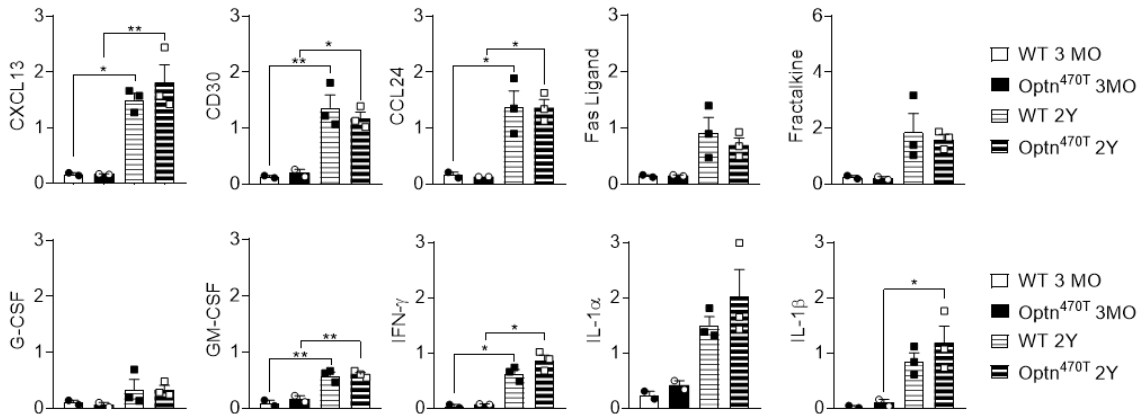 CXCL13
3
2
1
0
*
**
CD30
3
2
1
0
**
*
CCL24
3
2
1
0
*
*
Fas Ligand
3
2
1
0
Fractalkine
6
4
2
0
WT 3 MO
Optn470T 3MO
WT 2Y
Optn470T 2Y
G-CSF
3
2
1
0
GM-CSF
3
2
1
0
**
**
IFN-γ
3
2
1
0
*
*
IL-1α
3
2
1
0
IL-1β
3
2
1
0
*
WT 3 MO
Optn470T 3MO
WT 2Y
Optn470T 2Y